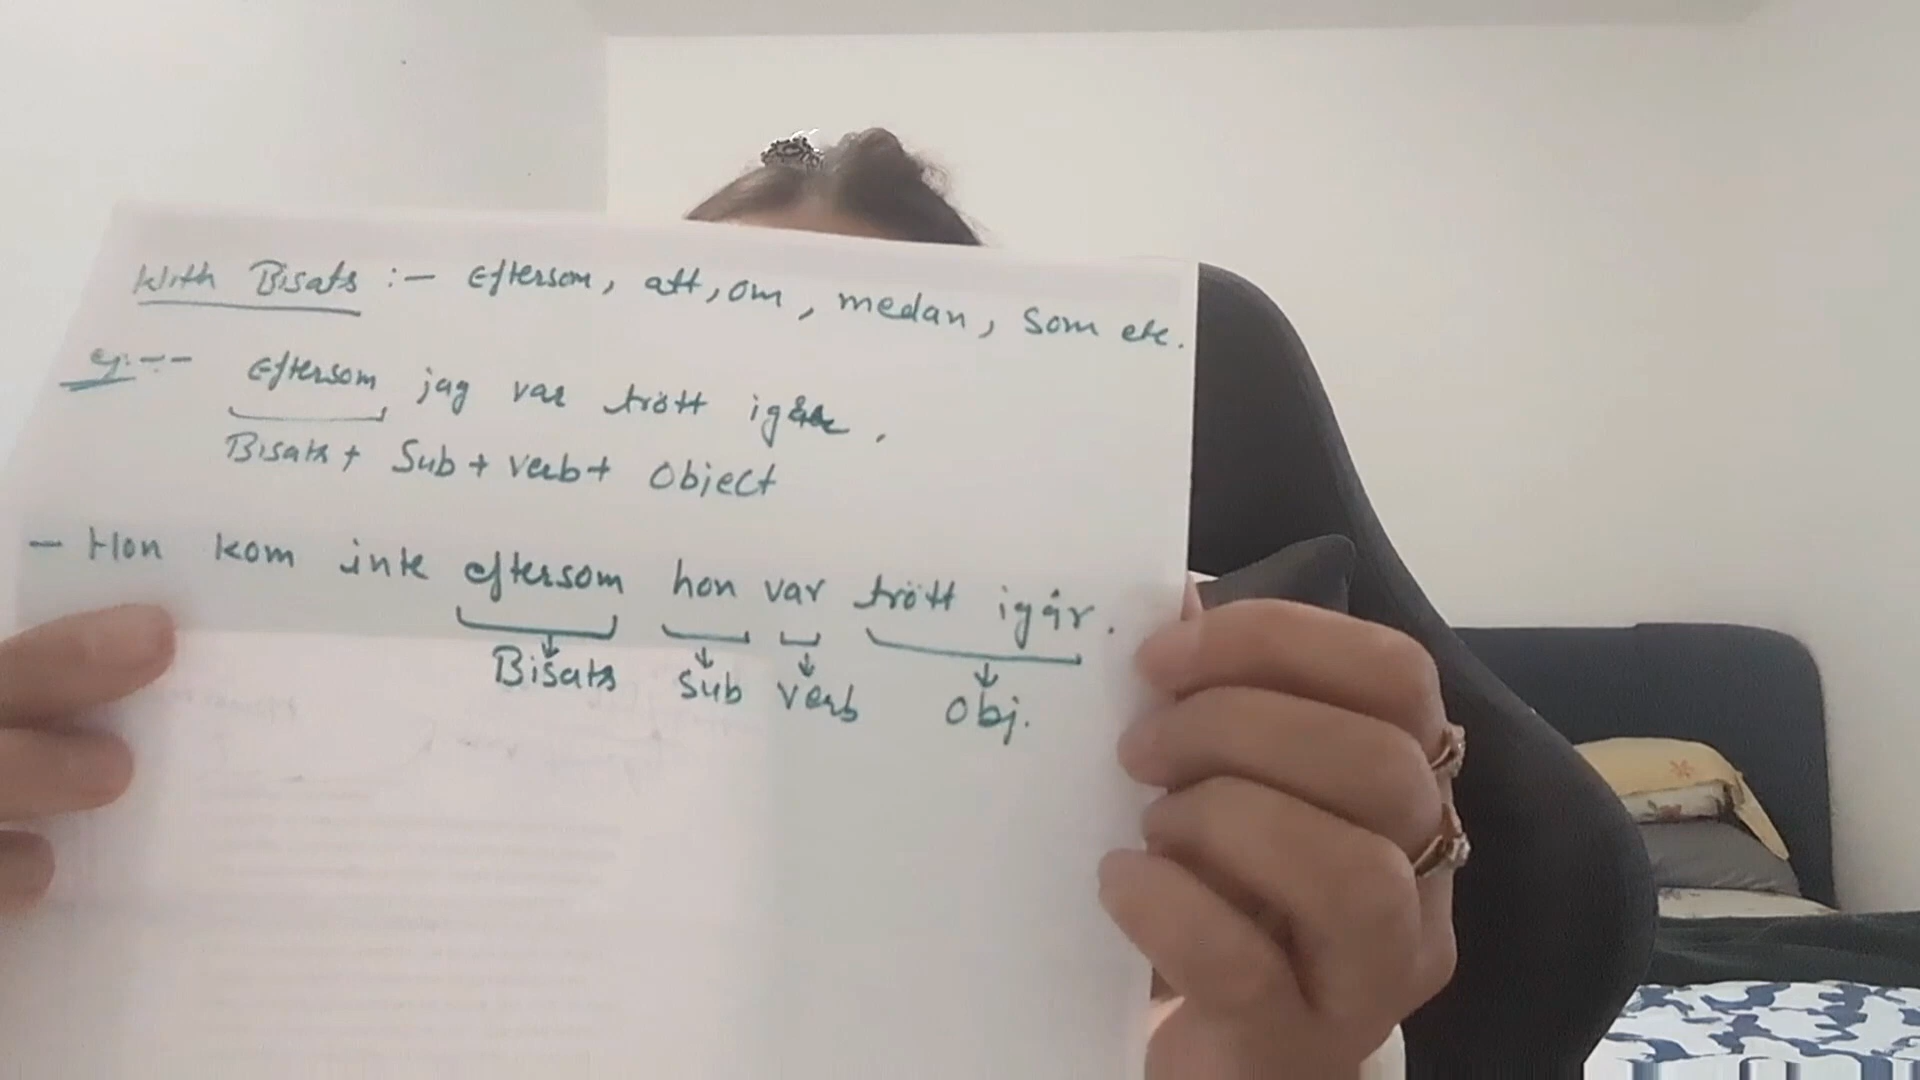 With Bisats :- Eftersom, att, om, medan, som etc.
eg:--- Eftersom jag var trött igår.
Bisats + Sub + verb + Object
- Hon kom inte eftersom hon var trött igår.
Bisats Sub verb Obj.